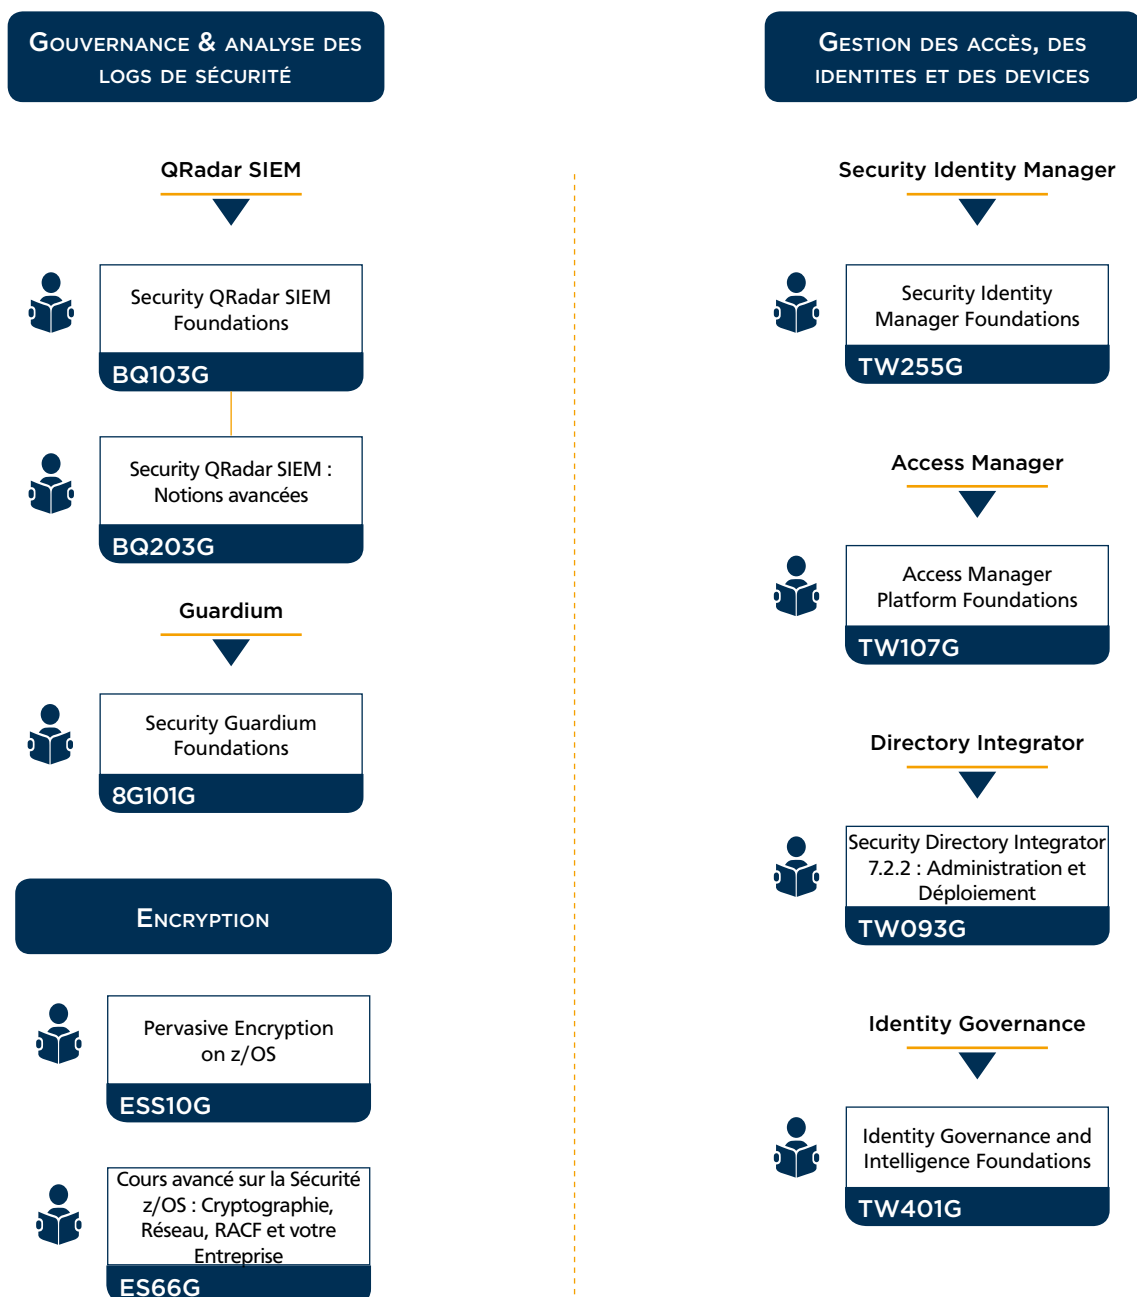 Gouvernance & analyse des
logs de sécurité
QRadar SIEM
Security QRadar SIEM
Foundations
BQ103G
Security QRadar SIEM :
Notions avancées
BQ203G
Guardium
Security Guardium
Foundations
8G101G
Encryption
Pervasive Encryption
on z/OS
ESS10G
Cours avancé sur la Sécurité
z/OS : Cryptographie,
Réseau, RACF et votre
Entreprise
ES66G
Gestion des accès, des
identites et des devices
Security Identity Manager
Security Identity
Manager Foundations
TW255G
Access Manager
Access Manager
Platform Foundations
TW107G
Directory Integrator
Security Directory Integrator
7.2.2 : Administration et
Déploiement
TW093G
Identity Governance
Identity Governance and
Intelligence Foundations
TW401G